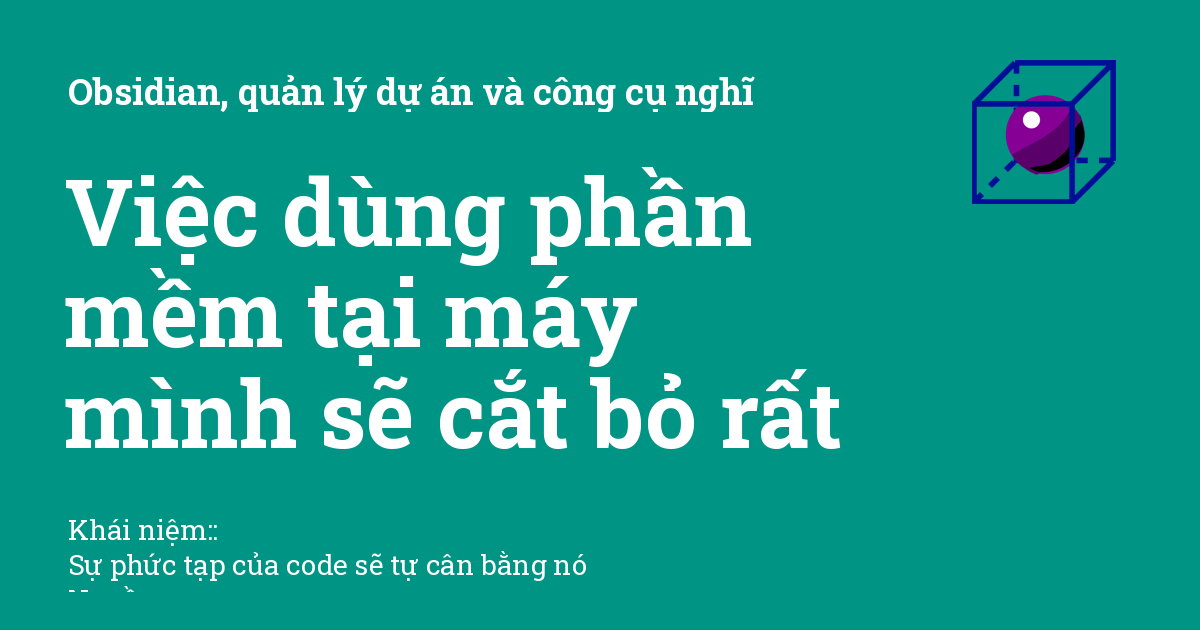 Obsidian, quản lý dự án và công cụ nghĩ
Việc dùng phần
mềm tại máy
mình sẽ cắt bỏ rất
Khái niệm::
Sự phức tạp của code sẽ tự cân bằng nó